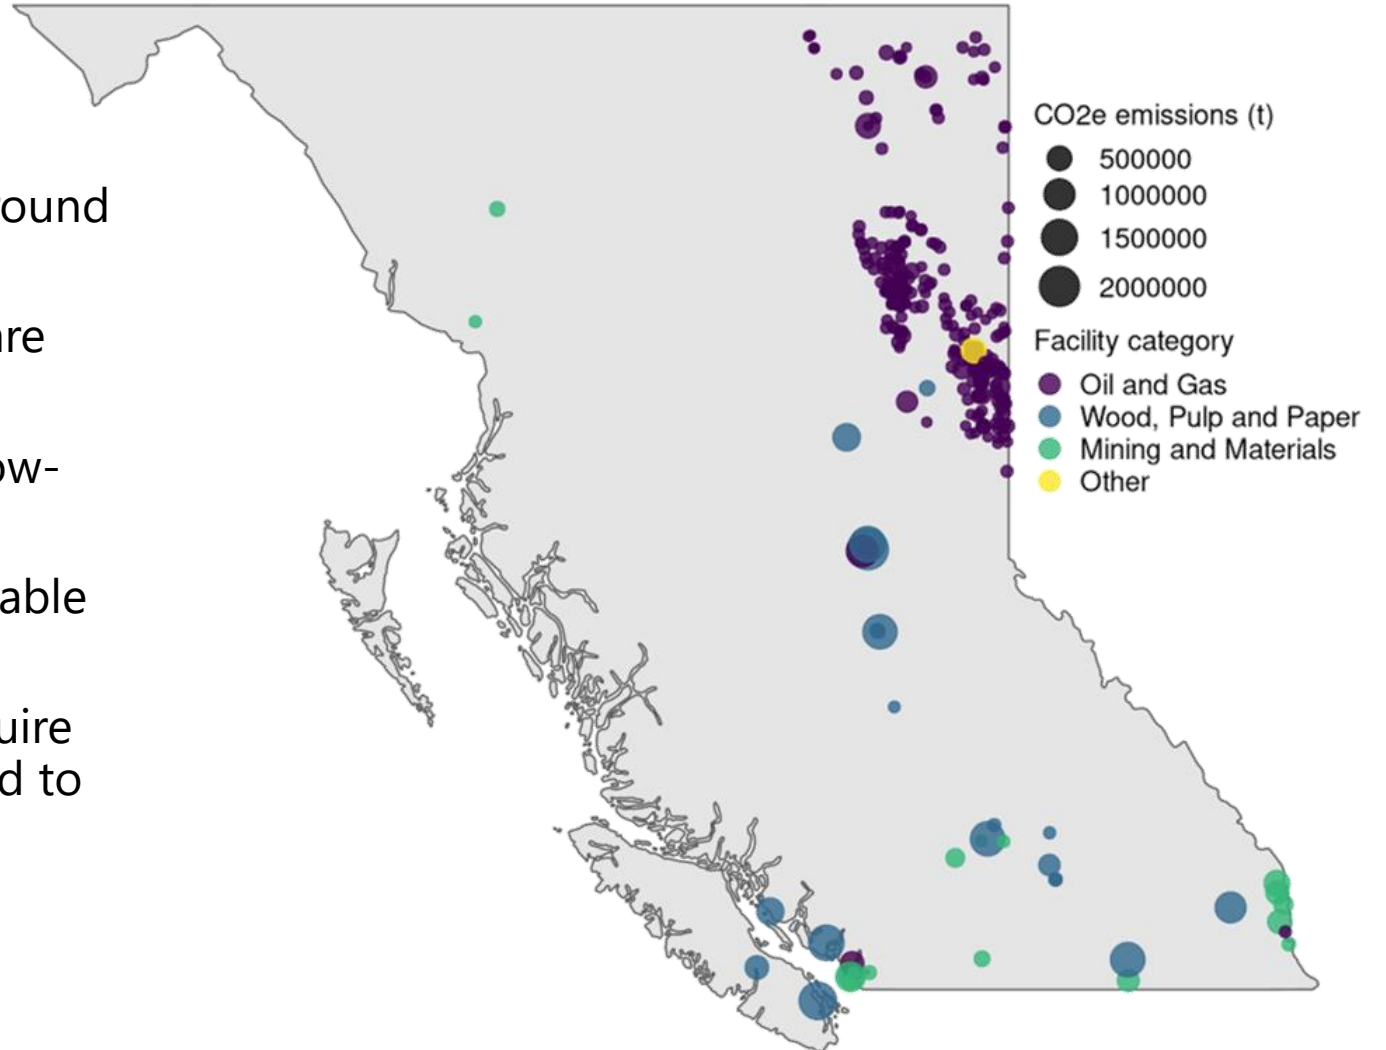 ound
re
ow-
able
uire
d to
CO2e emissions (t)
500000
1000000
1500000
2000000
Facility category
Oil and Gas
Wood, Pulp and Paper
Mining and Materials
Other